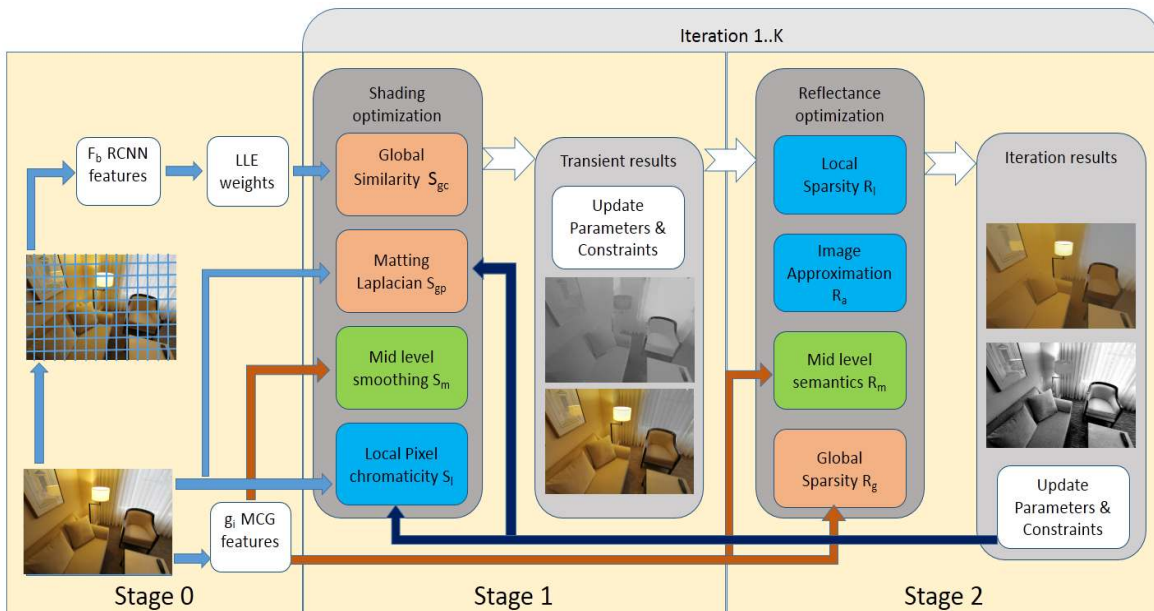 Iteration 1..K
F_b RCNN
features
LLE
weights
Shading
optimization
Global
Similarity S_gc
Matting
Laplacian S_gp
Mid level
smoothing S_m
Local Pixel
chromaticity S_l
g_i MCG
features
Transient results
Update
Parameters &
Constraints
Reflectance
optimization
Local
Sparsity R_l
Image
Approximation
R_a
Mid level
semantics R_m
Global
Sparsity R_g
Iteration results
Update
Parameters &
Constraints
Stage 0
Stage 1
Stage 2